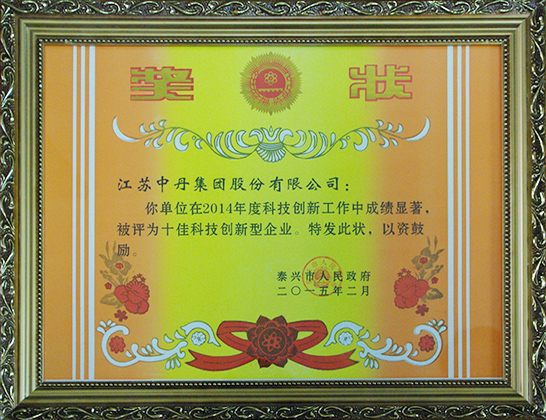 奖 状
江苏中丹集团股份有限公司：
你单位在2014年度科技创新工作中成绩显著，
被评为十佳科技创新型企业。特发此状，以资鼓
励。
泰兴市人民政府
二〇一五年二月